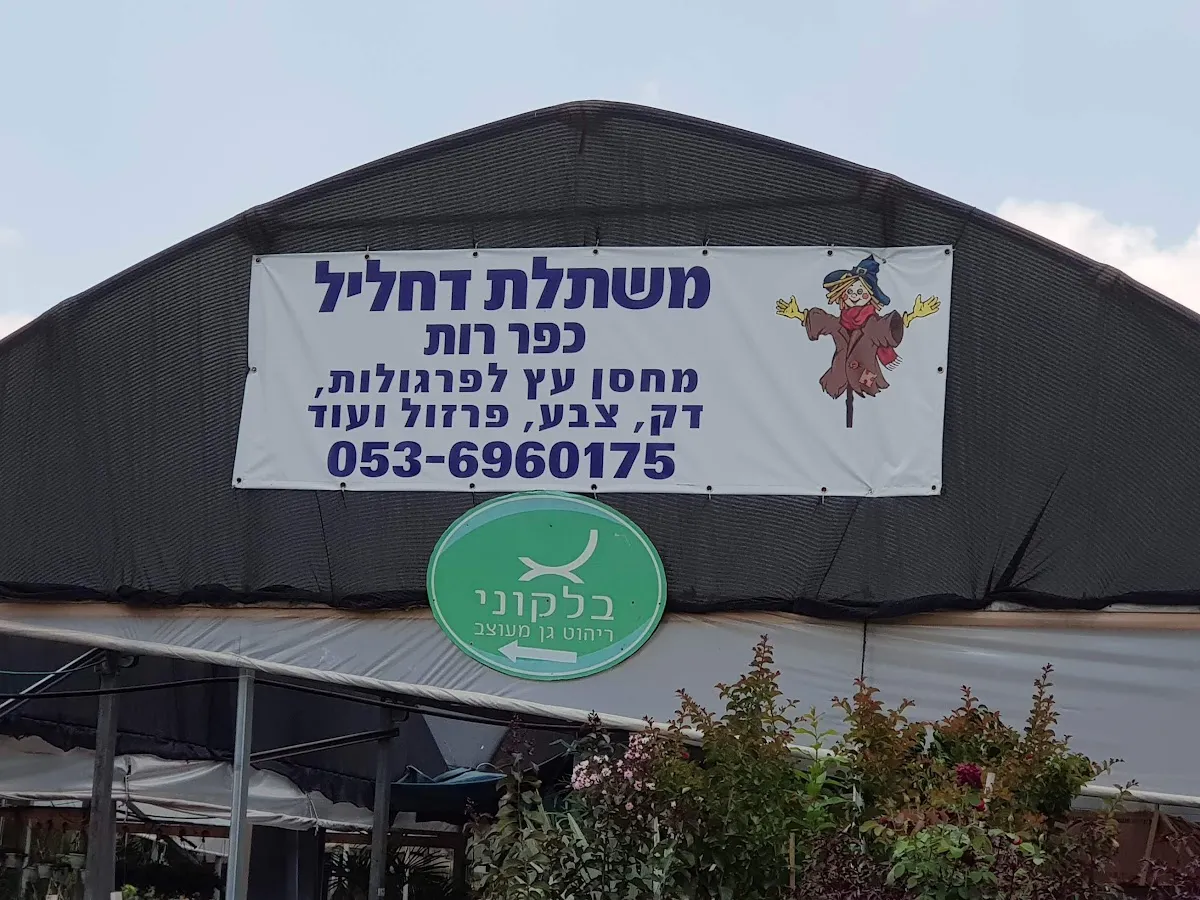 משתלת דחליל
כפר רות
מחסן עץ לפרגולות,
דק, צבע, פרזול ועוד
053-6960175
בלקוני
ריהוט גן מעוצב